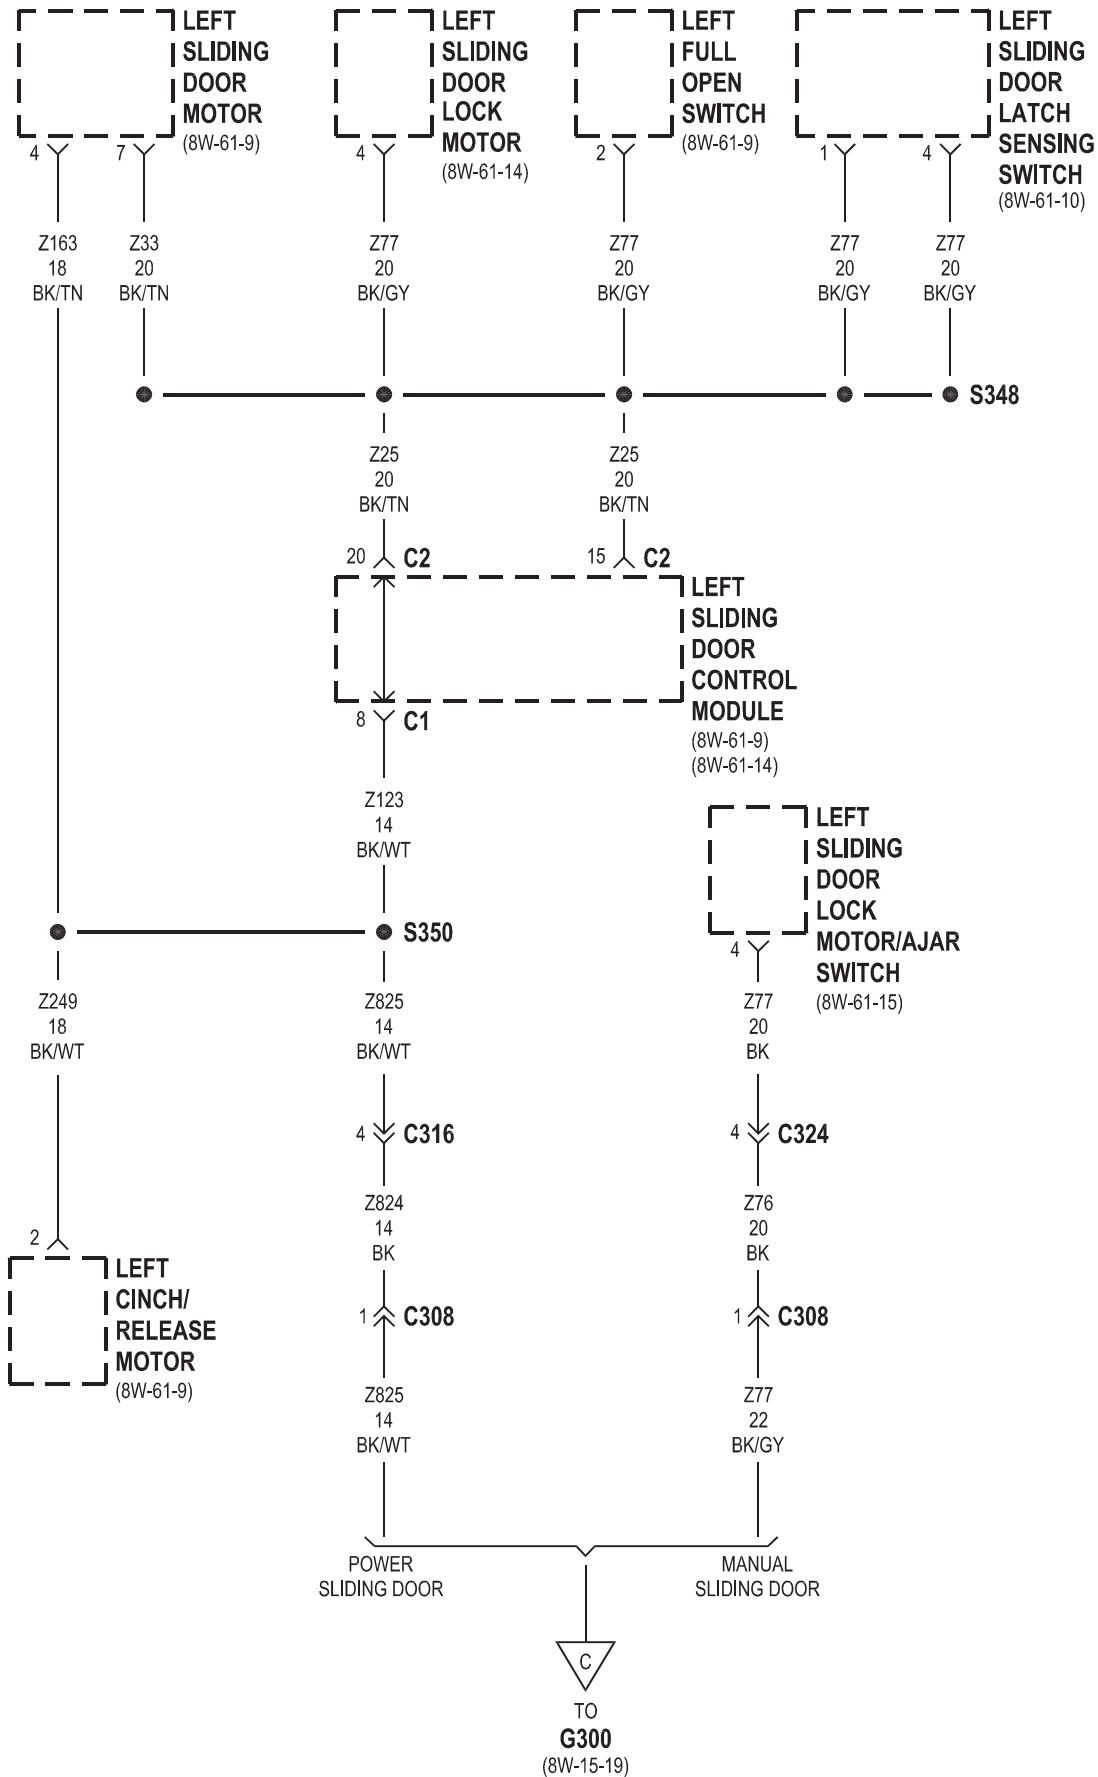 LEFT
SLIDING
DOOR
MOTOR
(8W-61-9)
LEFT
SLIDING
DOOR
LOCK
MOTOR
(8W-61-14)
LEFT
FULL
OPEN
SWITCH
(8W-61-9)
LEFT
SLIDING
DOOR
LATCH
SENSING
SWITCH
(8W-61-10)
4
7
4
2
1
4
Z163
18
BK/TN
Z33
20
BK/TN
Z77
20
BK/GY
Z77
20
BK/GY
Z77
20
BK/GY
Z77
20
BK/GY
S348
Z25
20
BK/TN
Z25
20
BK/TN
20
C2
15
C2
LEFT
SLIDING
DOOR
CONTROL
MODULE
(8W-61-9)
(8W-61-14)
8
C1
Z123
14
BK/WT
LEFT
SLIDING
DOOR
LOCK
MOTOR/AJAR
SWITCH
(8W-61-15)
S350
4
Z249
18
BK/WT
Z825
14
BK/WT
Z77
20
BK
4
C316
4
C324
Z824
14
BK
Z76
20
BK
2
LEFT
CINCH/
RELEASE
MOTOR
(8W-61-9)
1
C308
1
C308
Z825
14
BK/WT
Z77
22
BK/GY
POWER
SLIDING DOOR
MANUAL
SLIDING DOOR
C
TO
G300
(8W-15-19)